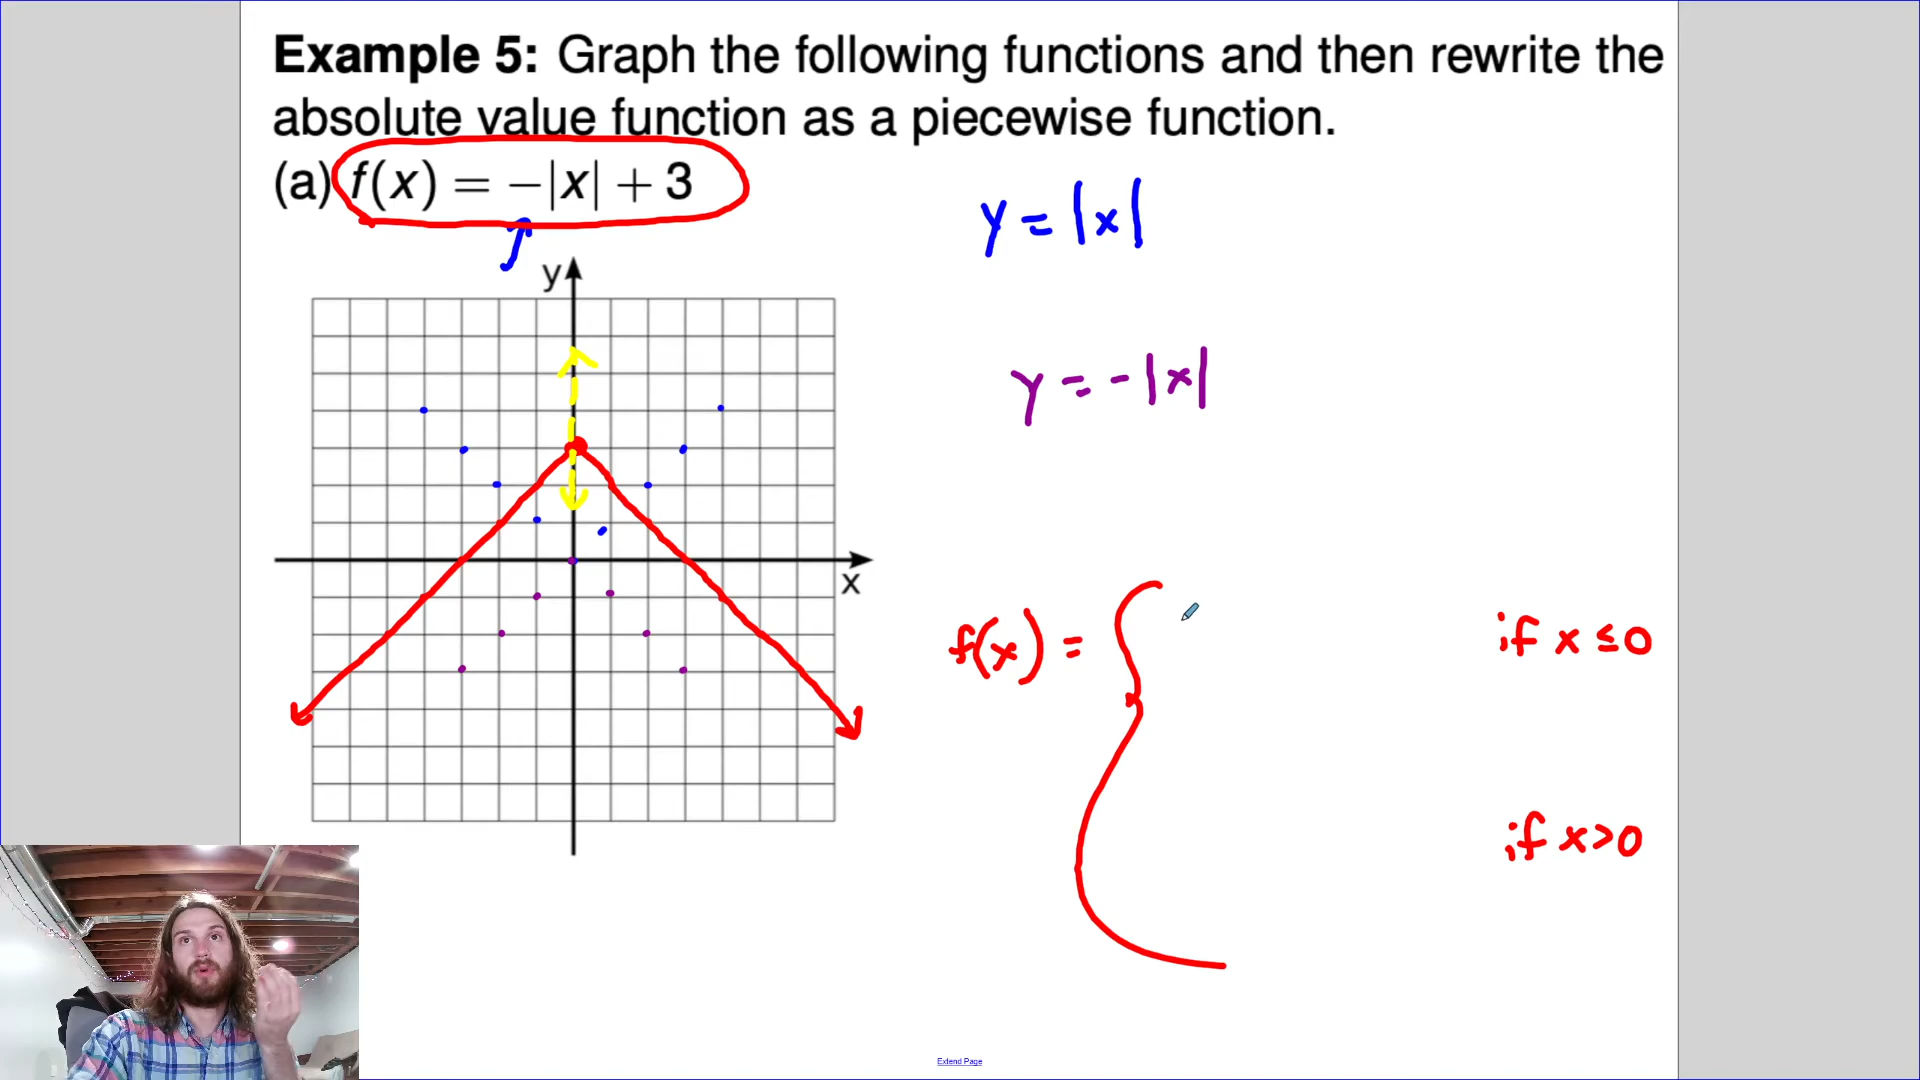 Example 5: Graph the following functions and then rewrite the
absolute value function as a piecewise function.
(a) f(x) = −|x| + 3
y = |x|
y
y = -|x|
x
f(x) =
if x ≤ 0
if x > 0
Extend Page